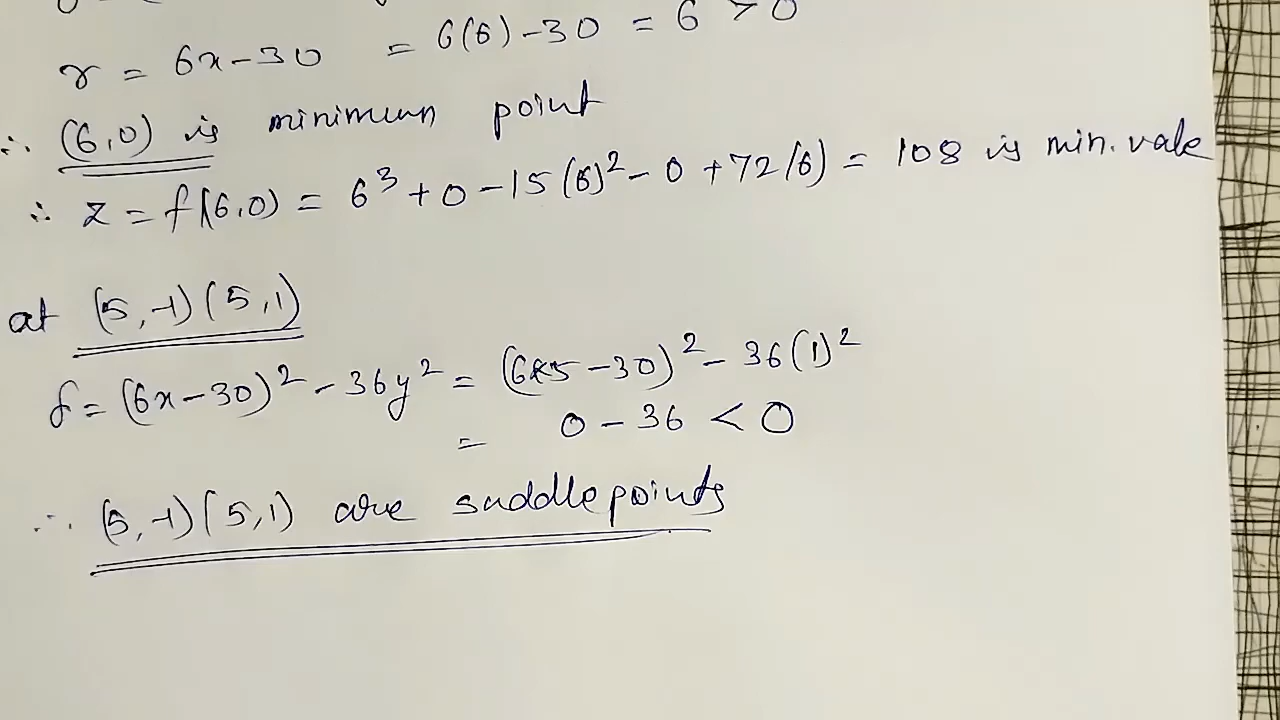 r = 6x-30 = 6(6)-30 = 6 > 0
∴ (6,0) is minimum point
∴ z = f(6,0) = 6³+0-15(6)²-0+72(6) = 108 is min. vale
at (5,-1)(5,1)
δ = (6x-30)²-36y² = (6×5-30)²-36(1)²
= 0-36 < 0
∴ (5,-1)(5,1) are saddle points